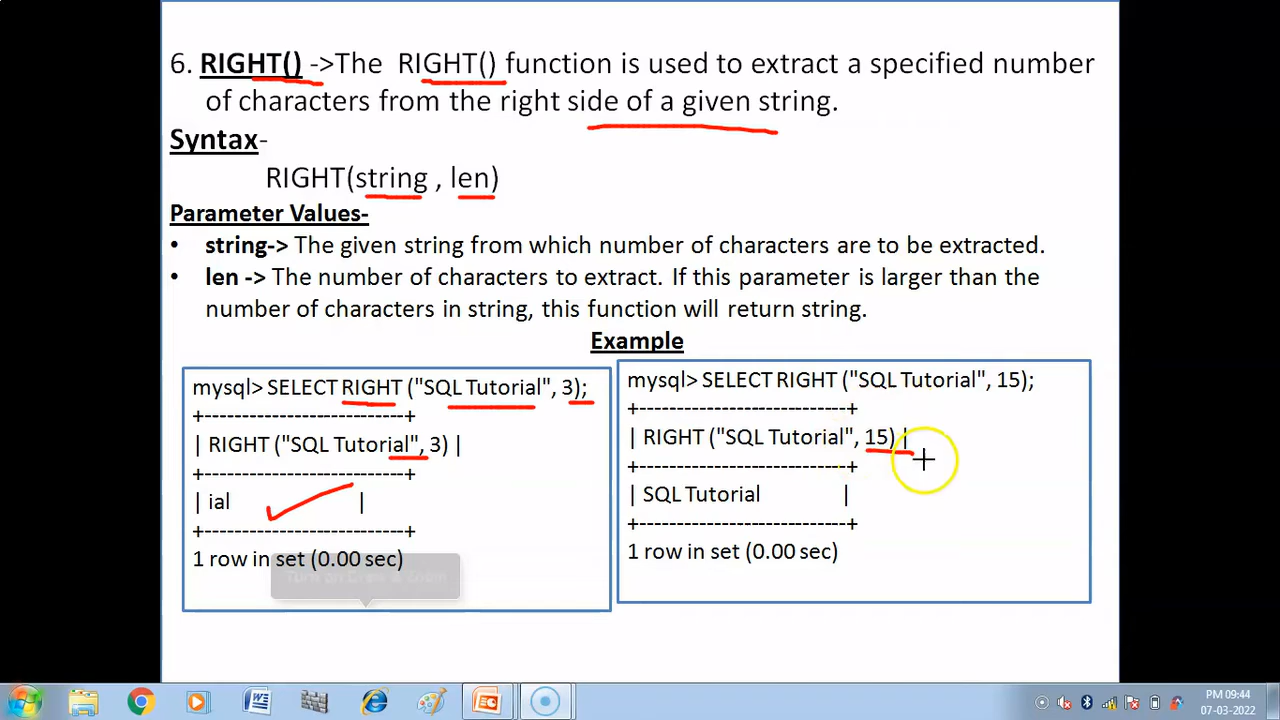 6. RIGHT() ->The RIGHT() function is used to extract a specified number
of characters from the right side of a given string.
Syntax-
RIGHT(string , len)
Parameter Values-
• string-> The given string from which number of characters are to be extracted.
• len -> The number of characters to extract. If this parameter is larger than the
number of characters in string, this function will return string.
Example
mysql> SELECT RIGHT ("SQL Tutorial", 3);
+---------------------------+
| RIGHT ("SQL Tutorial", 3) |
+---------------------------+
| ial |
+---------------------------+
1 row in set (0.00 sec)
mysql> SELECT RIGHT ("SQL Tutorial", 15);
+----------------------------+
| RIGHT ("SQL Tutorial", 15) |
+----------------------------+
| SQL Tutorial |
+----------------------------+
1 row in set (0.00 sec)
PM 09:44
07-03-2022